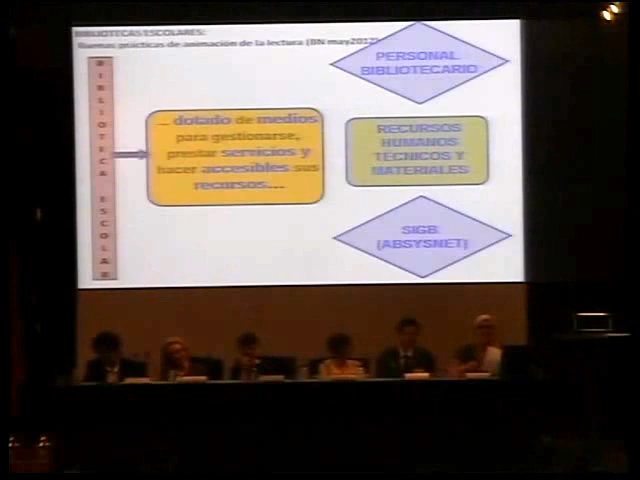 BIBLIOTECAS ESCOLARES:
Buenas prácticas de animación de la lectura (BN may2012)
BIBLIOTECA ESCOLAR
... dotado de medios
para gestionarse,
prestar servicios y
hacer accesibles sus
recursos...
PERSONAL
BIBLIOTECARIO
RECURSOS
HUMANOS
TÉCNICOS Y
MATERIALES
SIGB
(ABSYSNET)